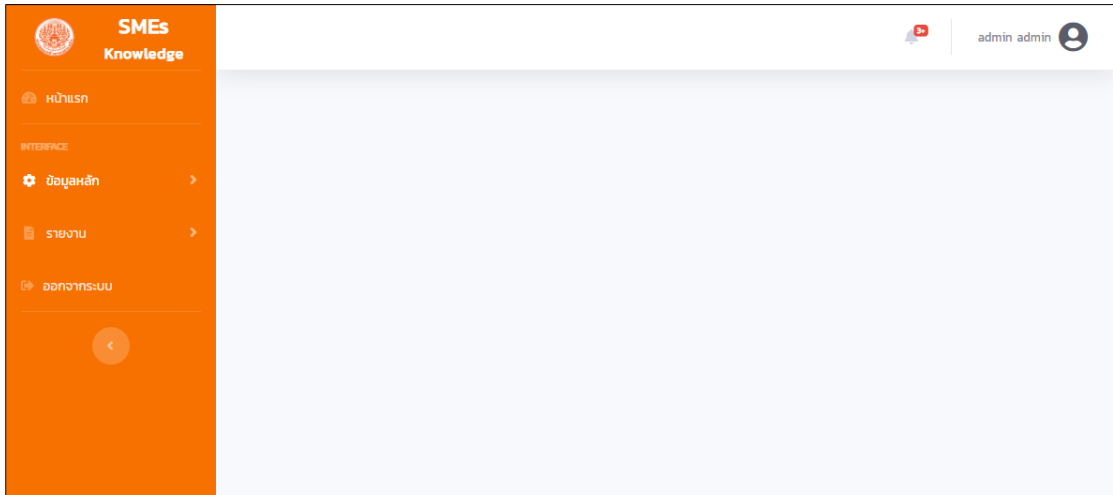 SMEs
Knowledge
3+
admin admin
หน้าแรก
INTERFACE
ข้อมูลหลัก
รายงาน
ออกจากระบบ